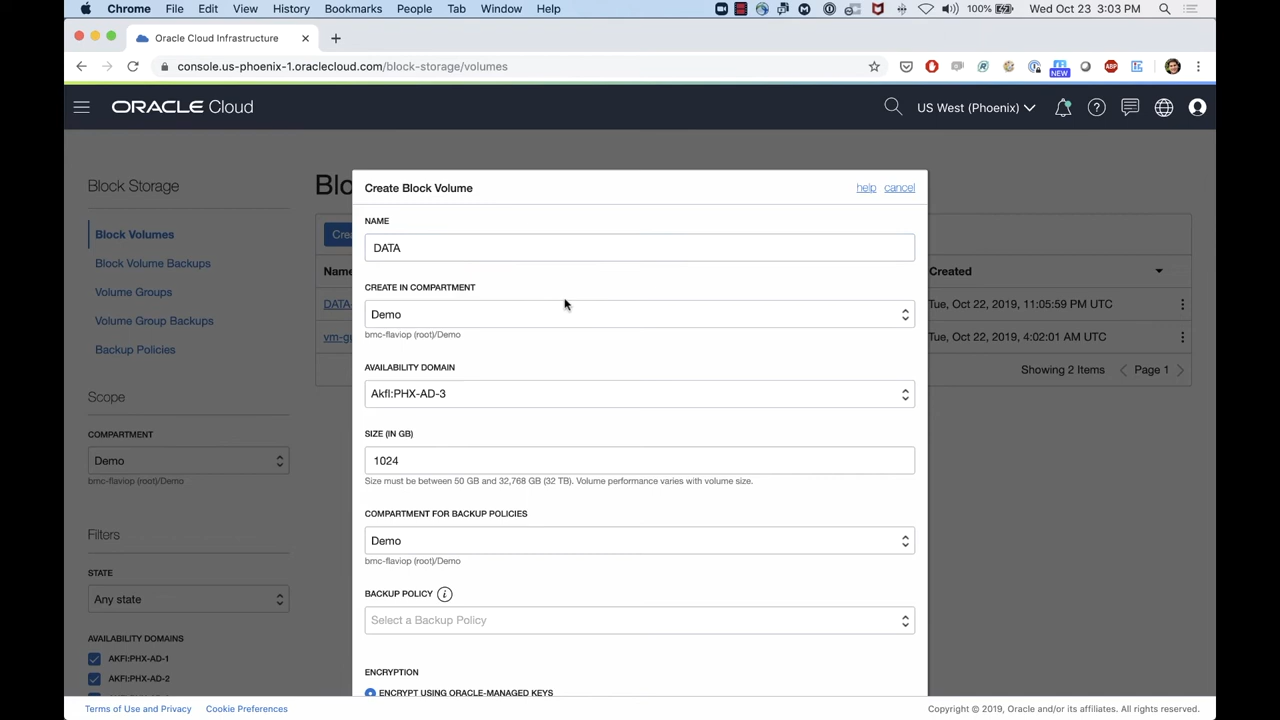 Chrome File Edit View History Bookmarks People Tab Window Help 100% Wed Oct 23 3:03 PM
Oracle Cloud Infrastructure
console.us-phoenix-1.oraclecloud.com/block-storage/volumes
NEW
ABP
ORACLE Cloud
US West (Phoenix)
Block Storage
Block Volumes
Block Volume Backups
Volume Groups
Volume Group Backups
Backup Policies
Scope
COMPARTMENT
Demo
bmc-flaviop (root)/Demo
Filters
STATE
Any state
AVAILABILITY DOMAINS
AKFI:PHX-AD-1
AKFI:PHX-AD-2
Blo
Crea
Name
DATA-
vm-gu
Create Block Volume
help cancel
NAME
DATA
CREATE IN COMPARTMENT
Demo
bmc-flaviop (root)/Demo
AVAILABILITY DOMAIN
Akfl:PHX-AD-3
SIZE (IN GB)
1024
Size must be between 50 GB and 32,768 GB (32 TB). Volume performance varies with volume size.
COMPARTMENT FOR BACKUP POLICIES
Demo
bmc-flaviop (root)/Demo
BACKUP POLICY
Select a Backup Policy
ENCRYPTION
ENCRYPT USING ORACLE-MANAGED KEYS
Created
Tue, Oct 22, 2019, 11:05:59 PM UTC
Tue, Oct 22, 2019, 4:02:01 AM UTC
Showing 2 Items Page 1
Terms of Use and Privacy Cookie Preferences
Copyright © 2019, Oracle and/or its affiliates. All rights reserved.